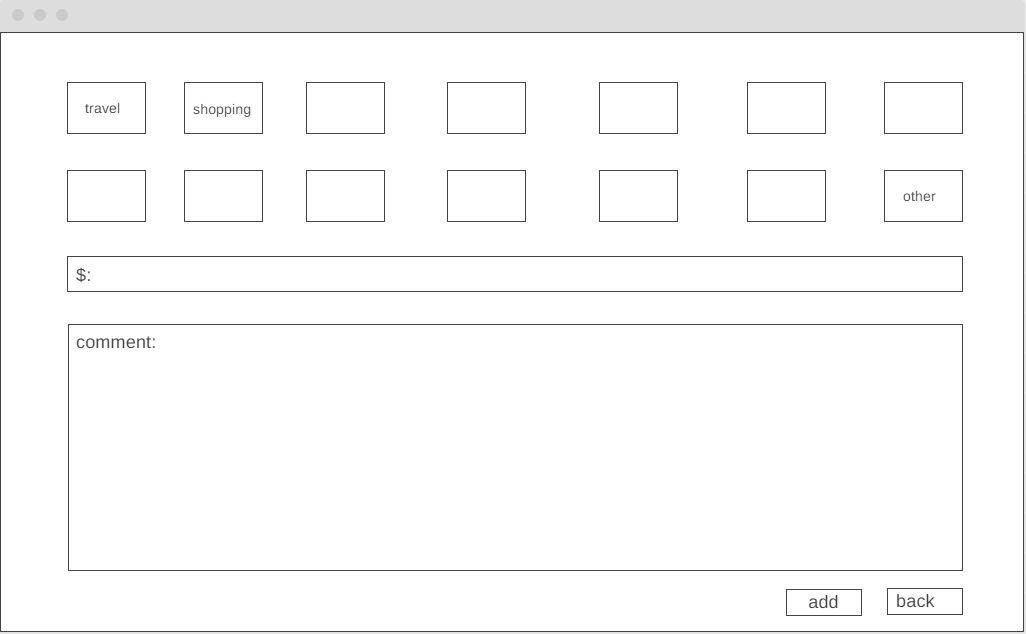 travel
shopping
other
$:
comment:
add
back